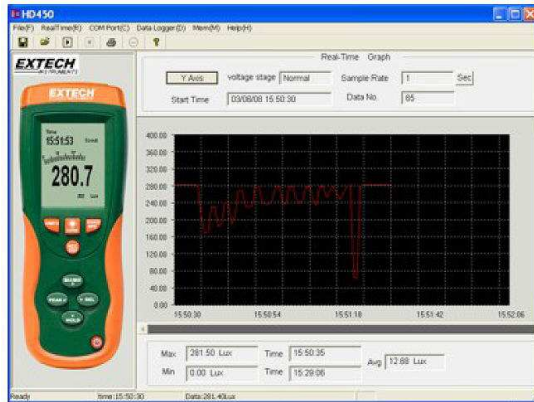 HD450
File(F) RealTime(R) COM Port(C) Data Logger(D) Mem(M) Help(H)
EXTECH
INSTRUMENTS
EXTECH
Time
15:51:53
280.7
Lux
Real-Time Graph
Y Axis voltage stage Normal Sample Rate 1 Sec
Start Time 03/06/08 15:50:30 Data No. 85
400.00
360.00
320.00
280.00
240.00
200.00
160.00
120.00
80.00
40.00
0.00
15:50:30 15:50:54 15:51:18 15:51:42 15:52:06
Max 281.50 Lux Time 15:50:35 Avg 12.68 Lux
Min 0.00 Lux Time 15:29:06
Ready time:15:50:30 Data:281.40Lux